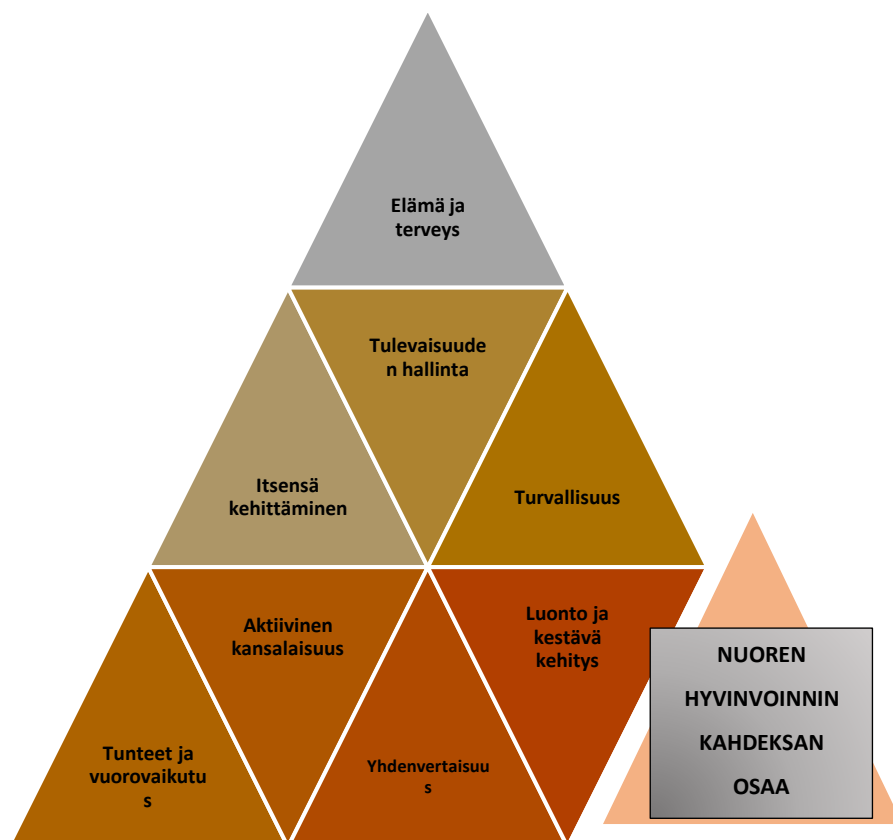 Elämä ja
terveys
Tulevaisuude
n hallinta
Itsensä
kehittäminen
Turvallisuus
Aktiivinen
kansalaisuus
Luonto ja
kestävä
kehitys
Tunteet ja
vuorovaikutu
s
Yhdenvertaisuu
s
NUOREN
HYVINVOINNIN
KAHDEKSAN
OSAA